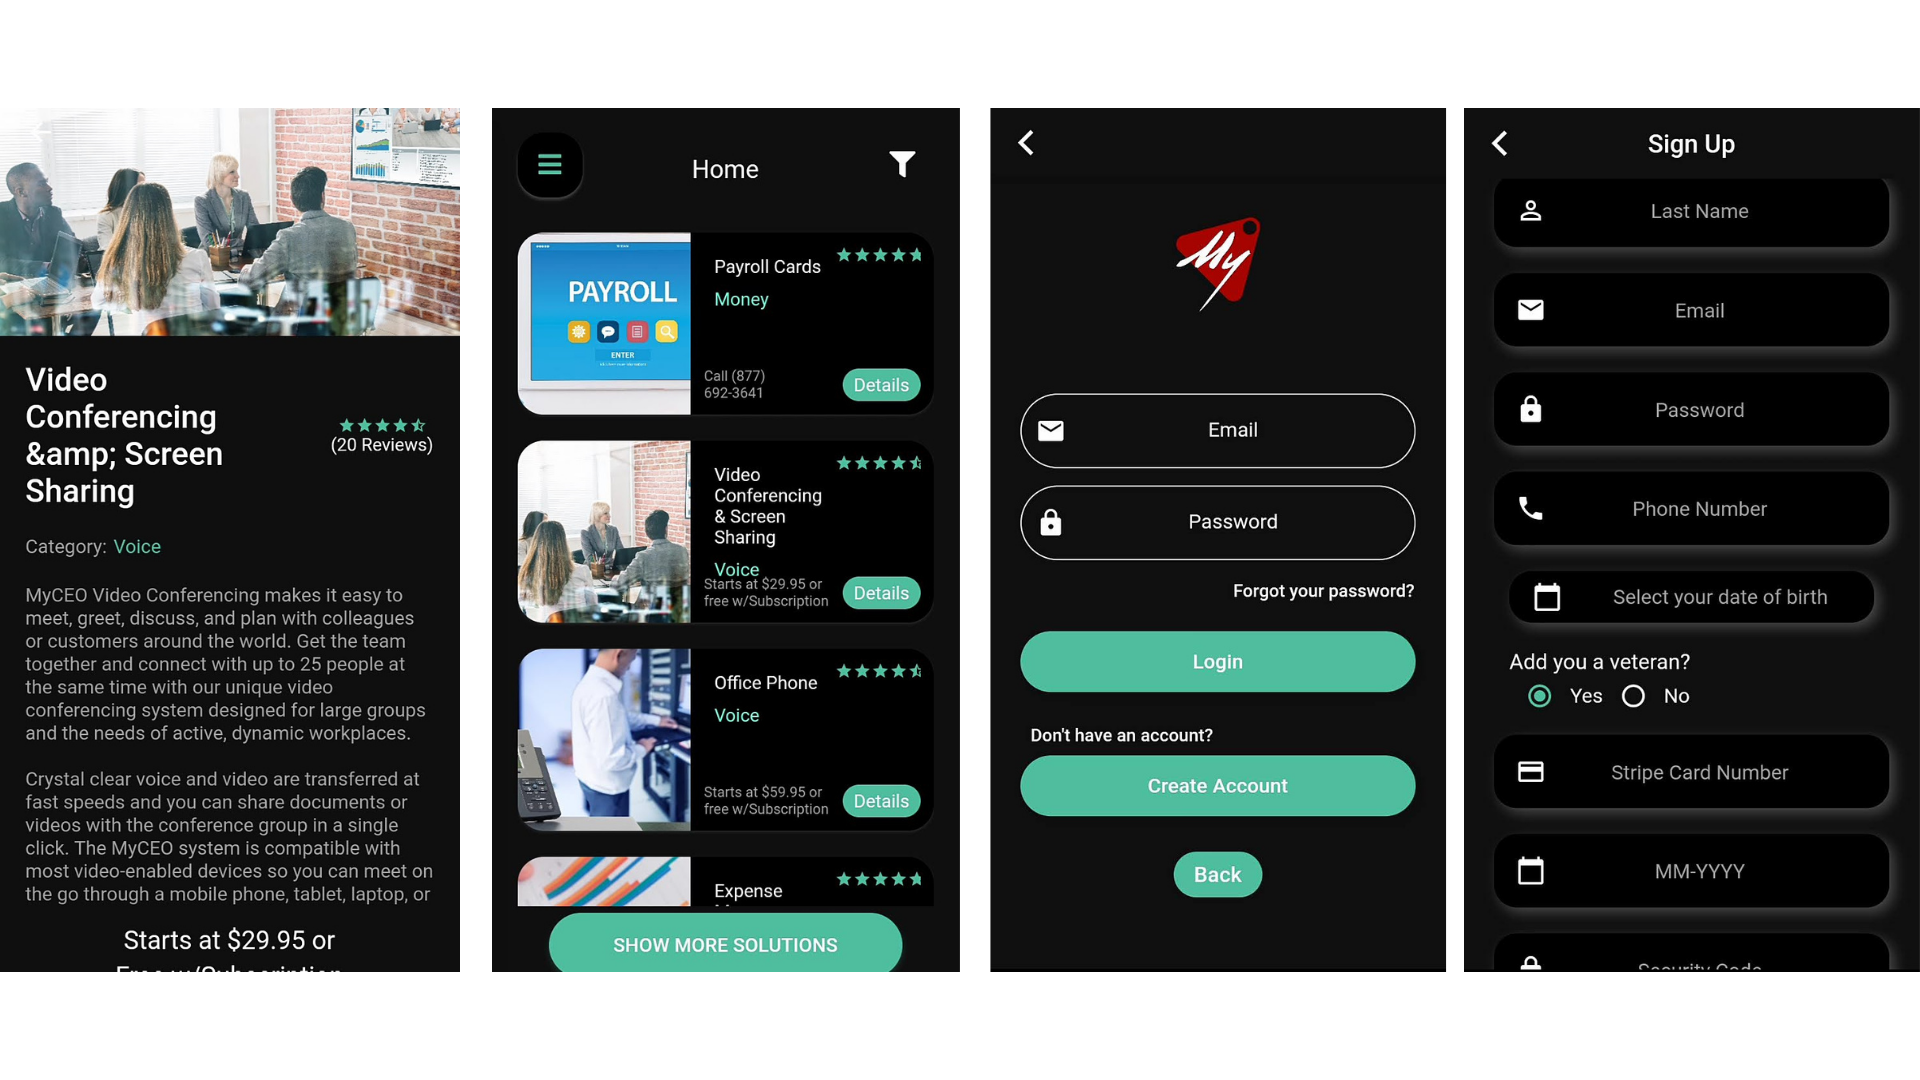 Video
Conferencing
&amp; Screen
Sharing
(20 Reviews)
Category: Voice
MyCEO Video Conferencing makes it easy to
meet, greet, discuss, and plan with colleagues
or customers around the world. Get the team
together and connect with up to 25 people at
the same time with our unique video
conferencing system designed for large groups
and the needs of active, dynamic workplaces.
Crystal clear voice and video are transferred at
fast speeds and you can share documents or
videos with the conference group in a single
click. The MyCEO system is compatible with
most video-enabled devices so you can meet on
the go through a mobile phone, tablet, laptop, or
Starts at $29.95 or
Free w/Subscription
Home
PAYROLL
ENTER
Payroll Cards
Money
Call (877)
692-3641
Details
Video
Conferencing
& Screen
Sharing
Voice
Starts at $29.95 or
free w/Subscription
Details
Office Phone
Voice
Starts at $59.95 or
free w/Subscription
Details
Expense
SHOW MORE SOLUTIONS
My
Email
Password
Forgot your password?
Login
Don't have an account?
Create Account
Back
Sign Up
Last Name
Email
Password
Phone Number
Select your date of birth
Add you a veteran?
Yes No
Stripe Card Number
MM-YYYY
Security Code